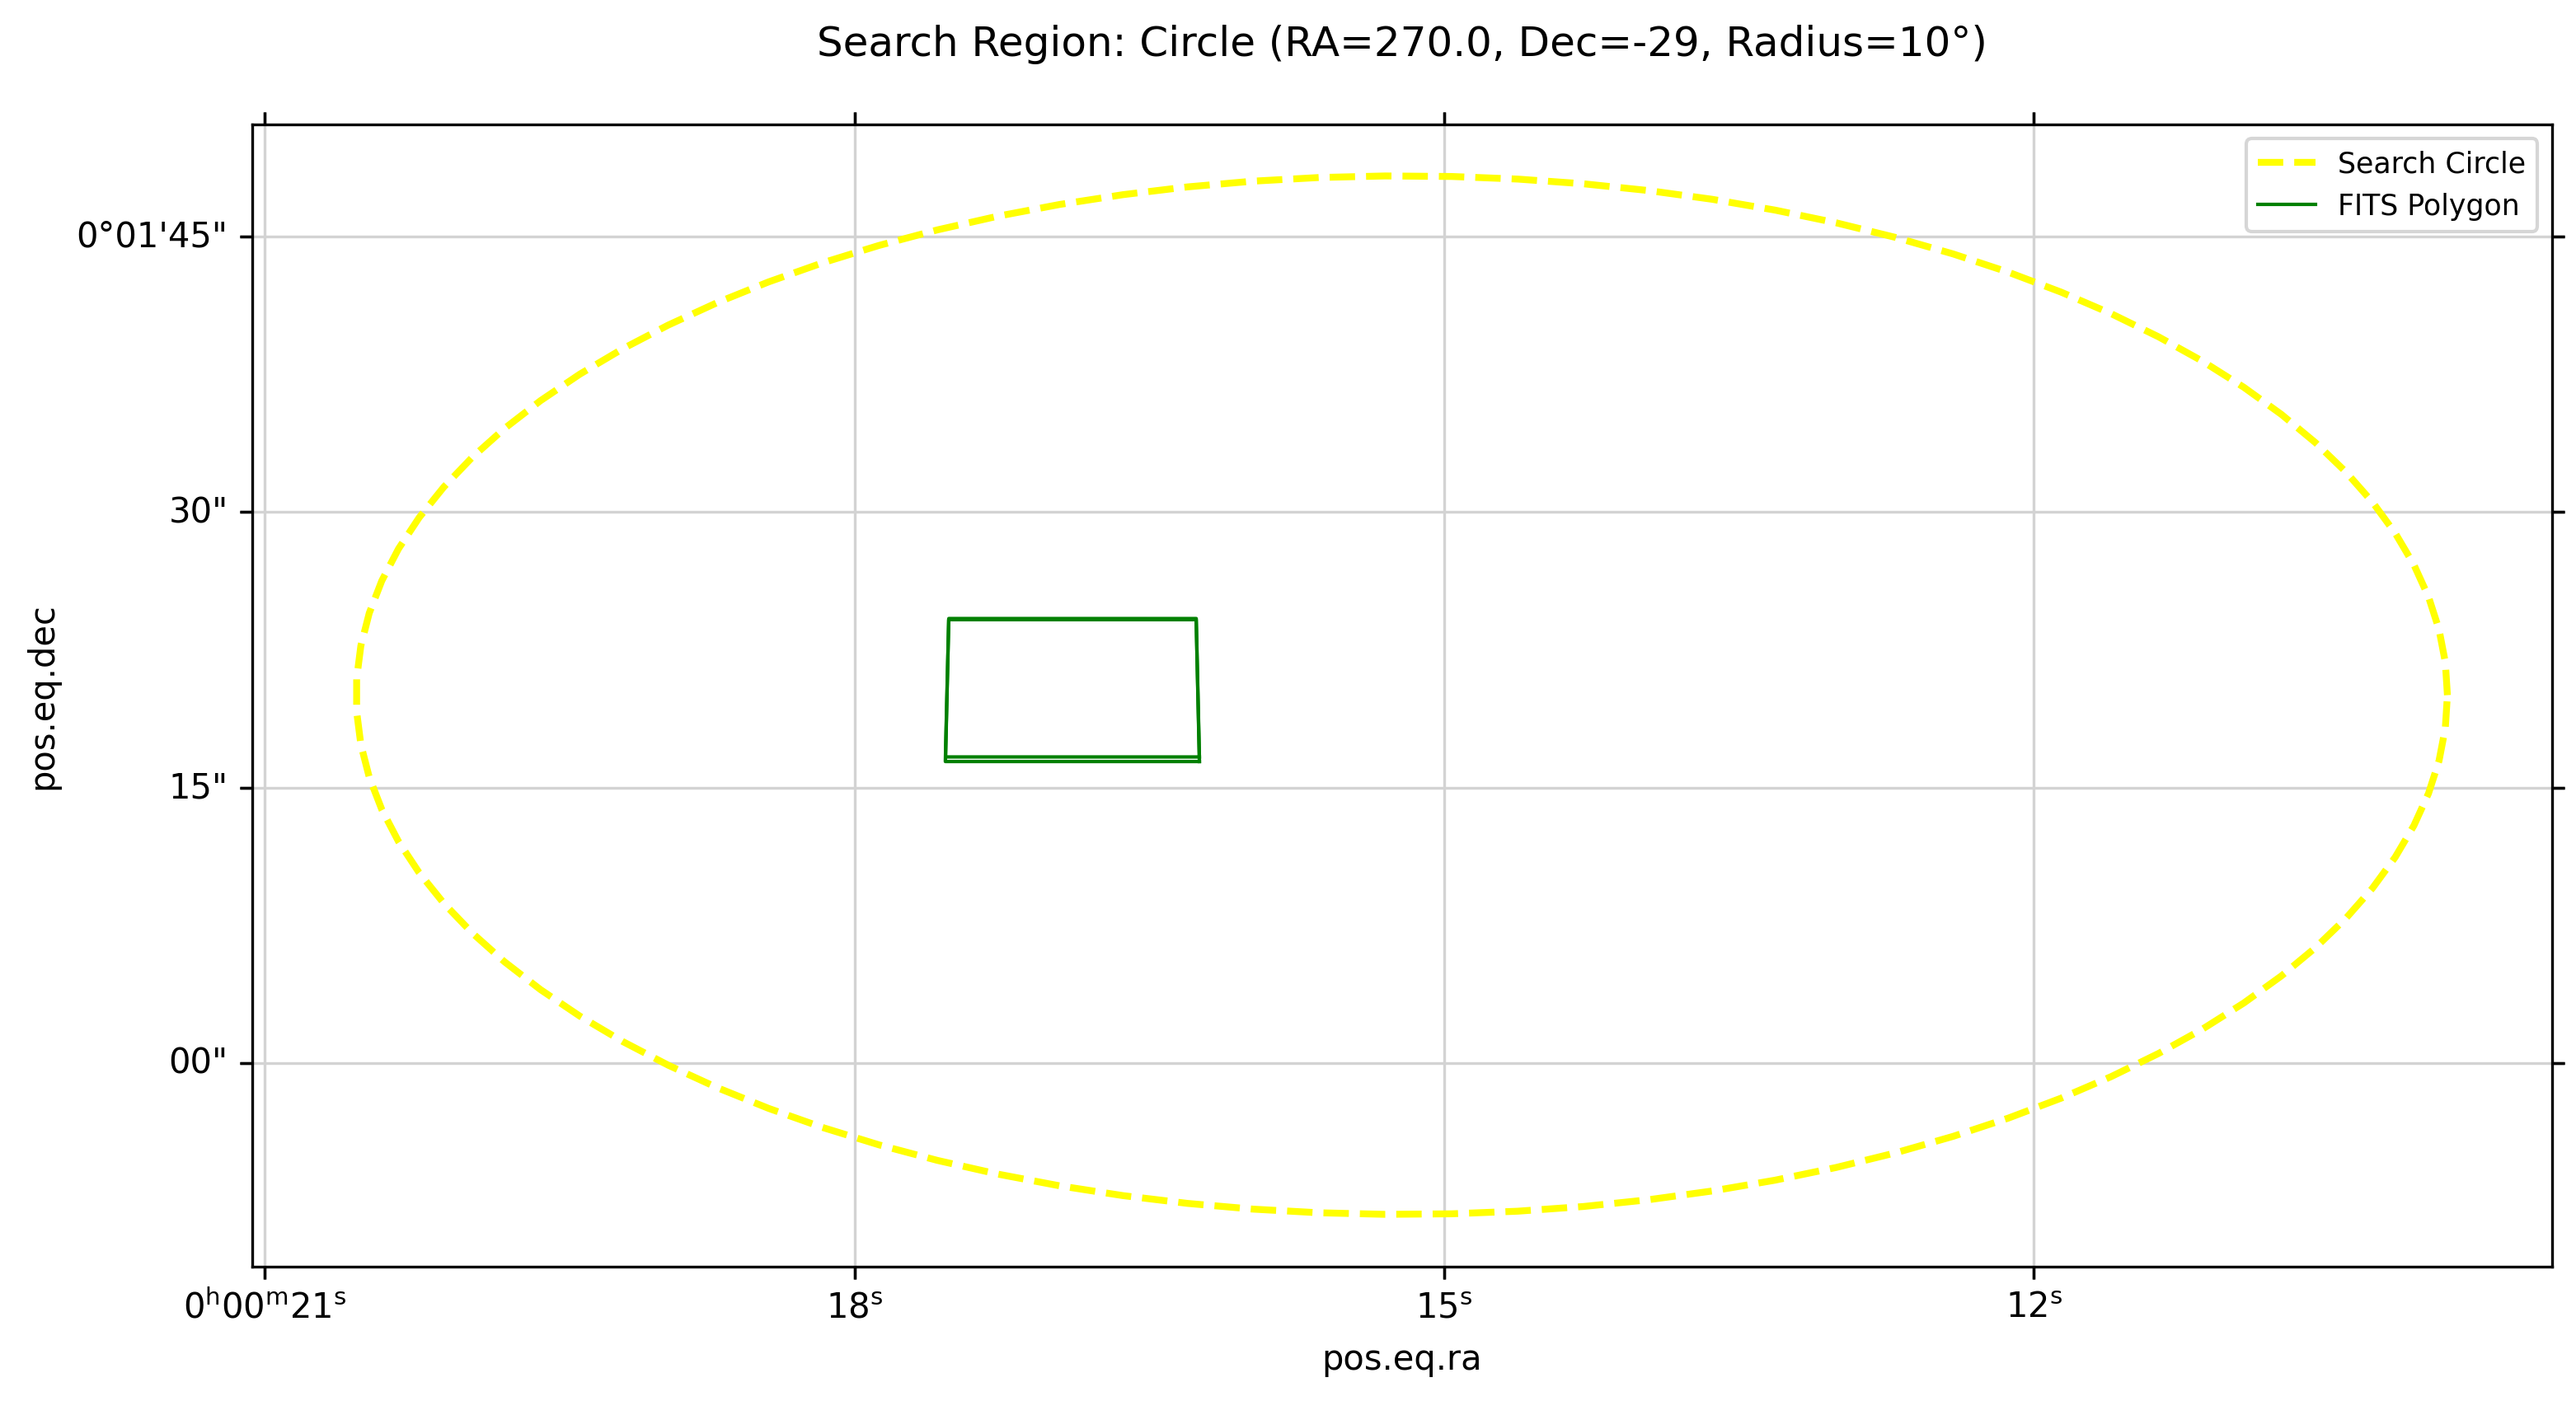 Search Region: Circle (RA=270.0, Dec=-29, Radius=10°)
Search Circle
FITS Polygon
0°01'45"
30"
15"
00"
pos.eq.dec
0ʰ00ᵐ21ˢ
18ˢ
15ˢ
12ˢ
pos.eq.ra